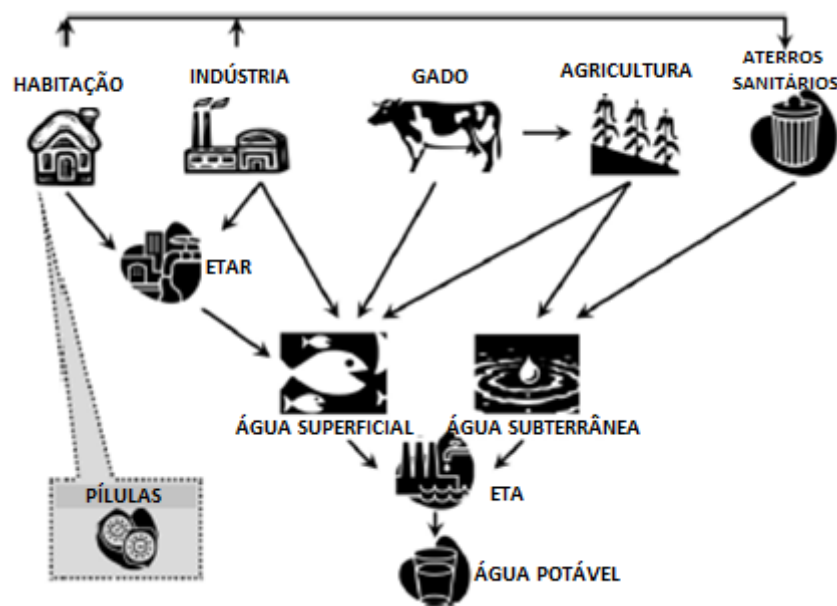 HABITAÇÃO
INDÚSTRIA
GADO
AGRICULTURA
ATERROS
SANITÁRIOS
ETAR
ÁGUA SUPERFICIAL
ÁGUA SUBTERRÂNEA
PÍLULAS
ETA
ÁGUA POTÁVEL